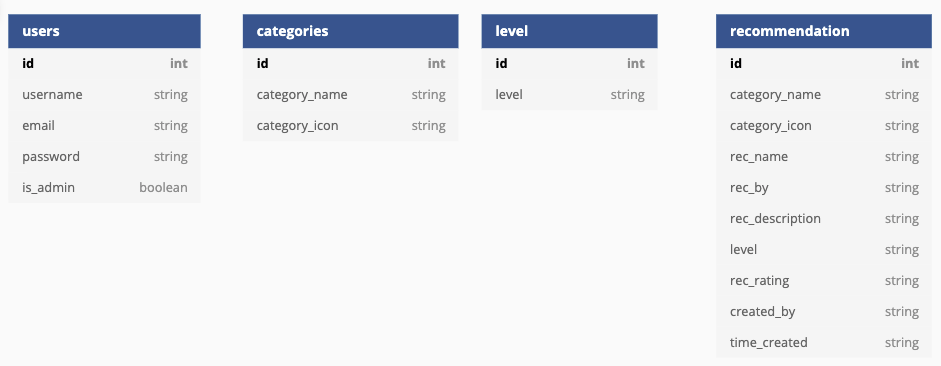 users
id int
username string
email string
password string
is_admin boolean
categories
id int
category_name string
category_icon string
level
id int
level string
recommendation
id int
category_name string
category_icon string
rec_name string
rec_by string
rec_description string
level string
rec_rating string
created_by string
time_created string